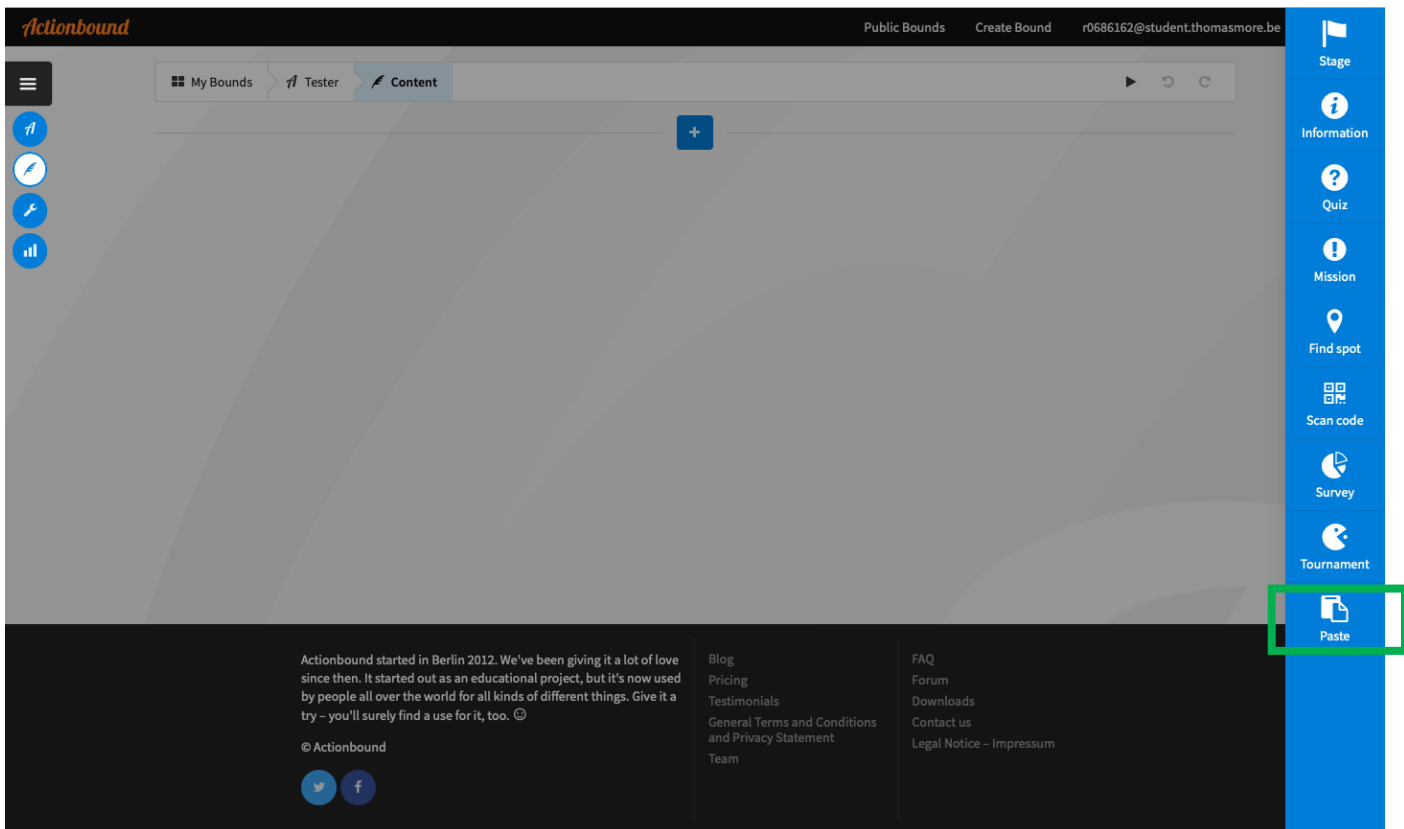 Actionbound
Public Bounds
Create Bound
r0686162@student.thomasmore.be
My Bounds
Tester
Content
Stage
Information
Quiz
Mission
Find spot
Scan code
Survey
Tournament
Paste
Actionbound started in Berlin 2012. We've been giving it a lot of love
since then. It started out as an educational project, but it's now used
by people all over the world for all kinds of different things. Give it a
try – you'll surely find a use for it, too. ☺
© Actionbound
Blog
Pricing
Testimonials
General Terms and Conditions
and Privacy Statement
Team
FAQ
Forum
Downloads
Contact us
Legal Notice – Impressum